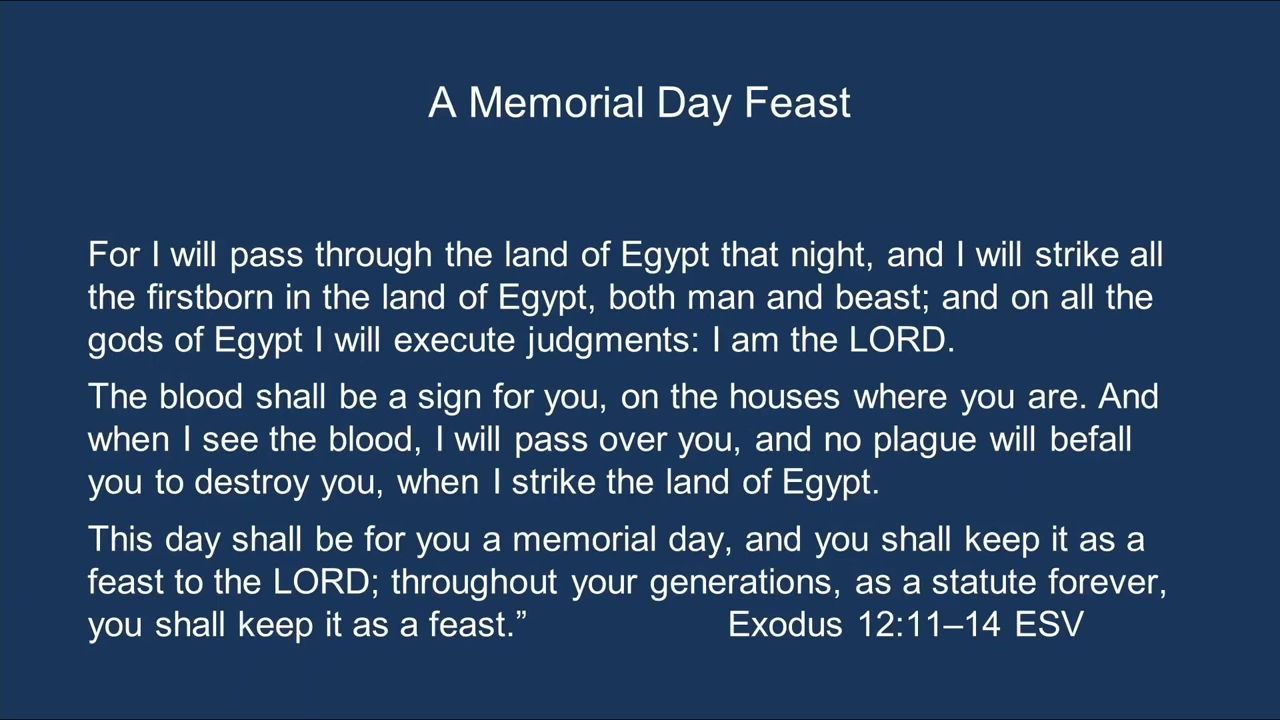 A Memorial Day Feast
For I will pass through the land of Egypt that night, and I will strike all
the firstborn in the land of Egypt, both man and beast; and on all the
gods of Egypt I will execute judgments: I am the LORD.
The blood shall be a sign for you, on the houses where you are. And
when I see the blood, I will pass over you, and no plague will befall
you to destroy you, when I strike the land of Egypt.
This day shall be for you a memorial day, and you shall keep it as a
feast to the LORD; throughout your generations, as a statute forever,
you shall keep it as a feast.” Exodus 12:11–14 ESV